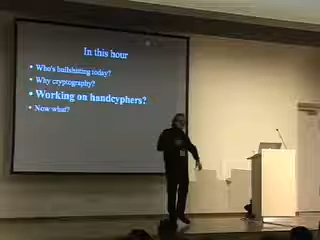 In this hour
• Who's bullshitting today?
• Why cryptography?
• Working on handcyphers?
• Now what?